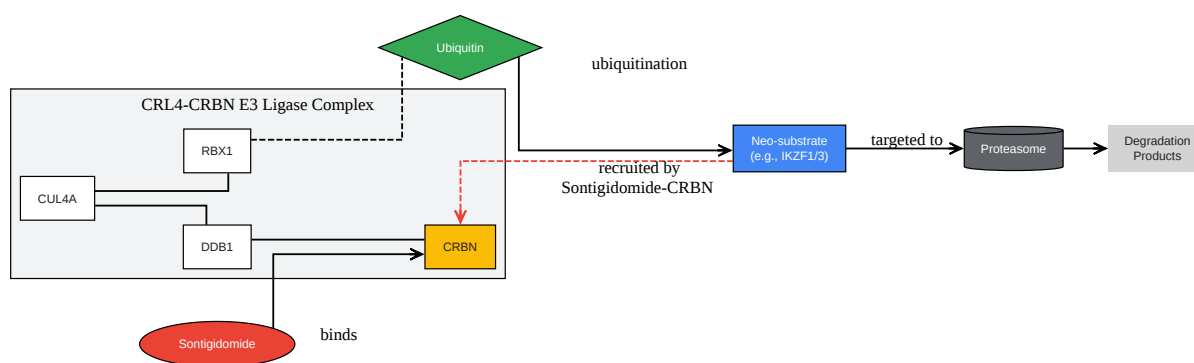 Ubiquitin
ubiquitination
CRL4-CRBN E3 Ligase Complex
RBX1
Neo-substrate
(e.g., IKZF1/3)
targeted to
Proteasome
Degradation
Products
recruited by
Sontigidomide-CRBN
CUL4A
DDB1
CRBN
Sontigidomide
binds